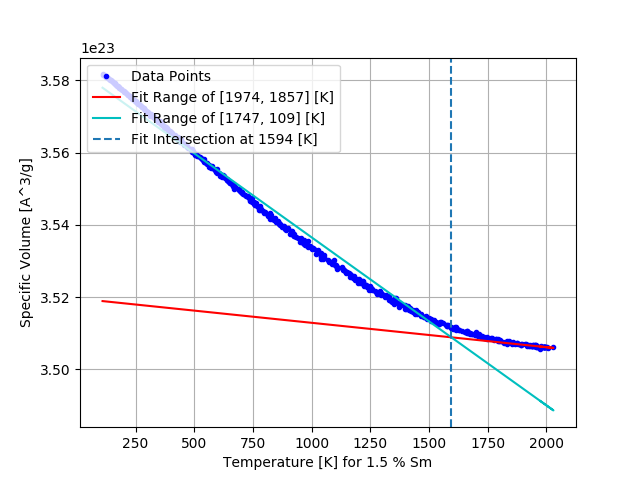 1e23
Data Points
Fit Range of [1974, 1857] [K]
Fit Range of [1747, 109] [K]
Fit Intersection at 1594 [K]
3.58
3.56
3.54
3.52
3.50
Specific Volume [A^3/g]
250 500 750 1000 1250 1500 1750 2000
Temperature [K] for 1.5 % Sm